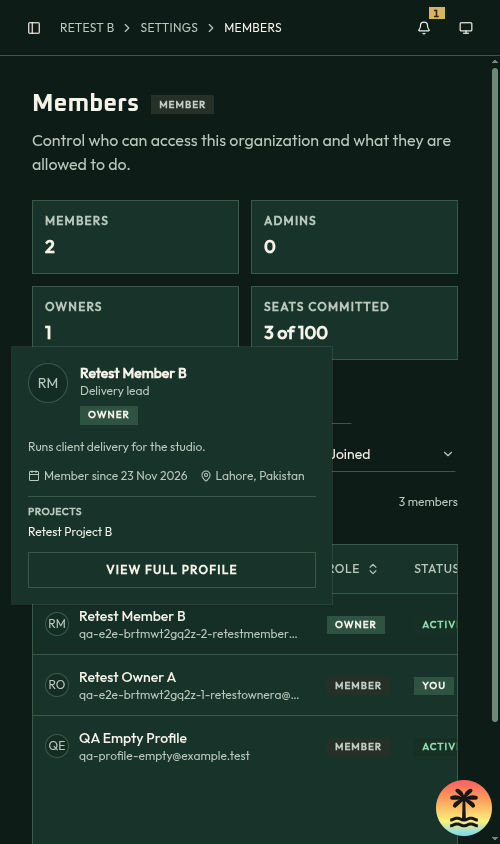 RETEST B > SETTINGS > MEMBERS
1
Members MEMBER
Control who can access this organization and what they are
allowed to do.
MEMBERS
2
ADMINS
0
OWNERS
1
SEATS COMMITTED
3 of 100
RM
Retest Member B
Delivery lead
OWNER
Runs client delivery for the studio.
Member since 23 Nov 2026 Lahore, Pakistan
PROJECTS
Retest Project B
VIEW FULL PROFILE
Joined
3 members
ROLE STATUS
RM Retest Member B OWNER ACTIV
qa-e2e-brtmwt2gq2z-2-retestmember...
RO Retest Owner A MEMBER YOU
qa-e2e-brtmwt2gq2z-1-retestownera@...
QE QA Empty Profile MEMBER ACTIV
qa-profile-empty@example.test